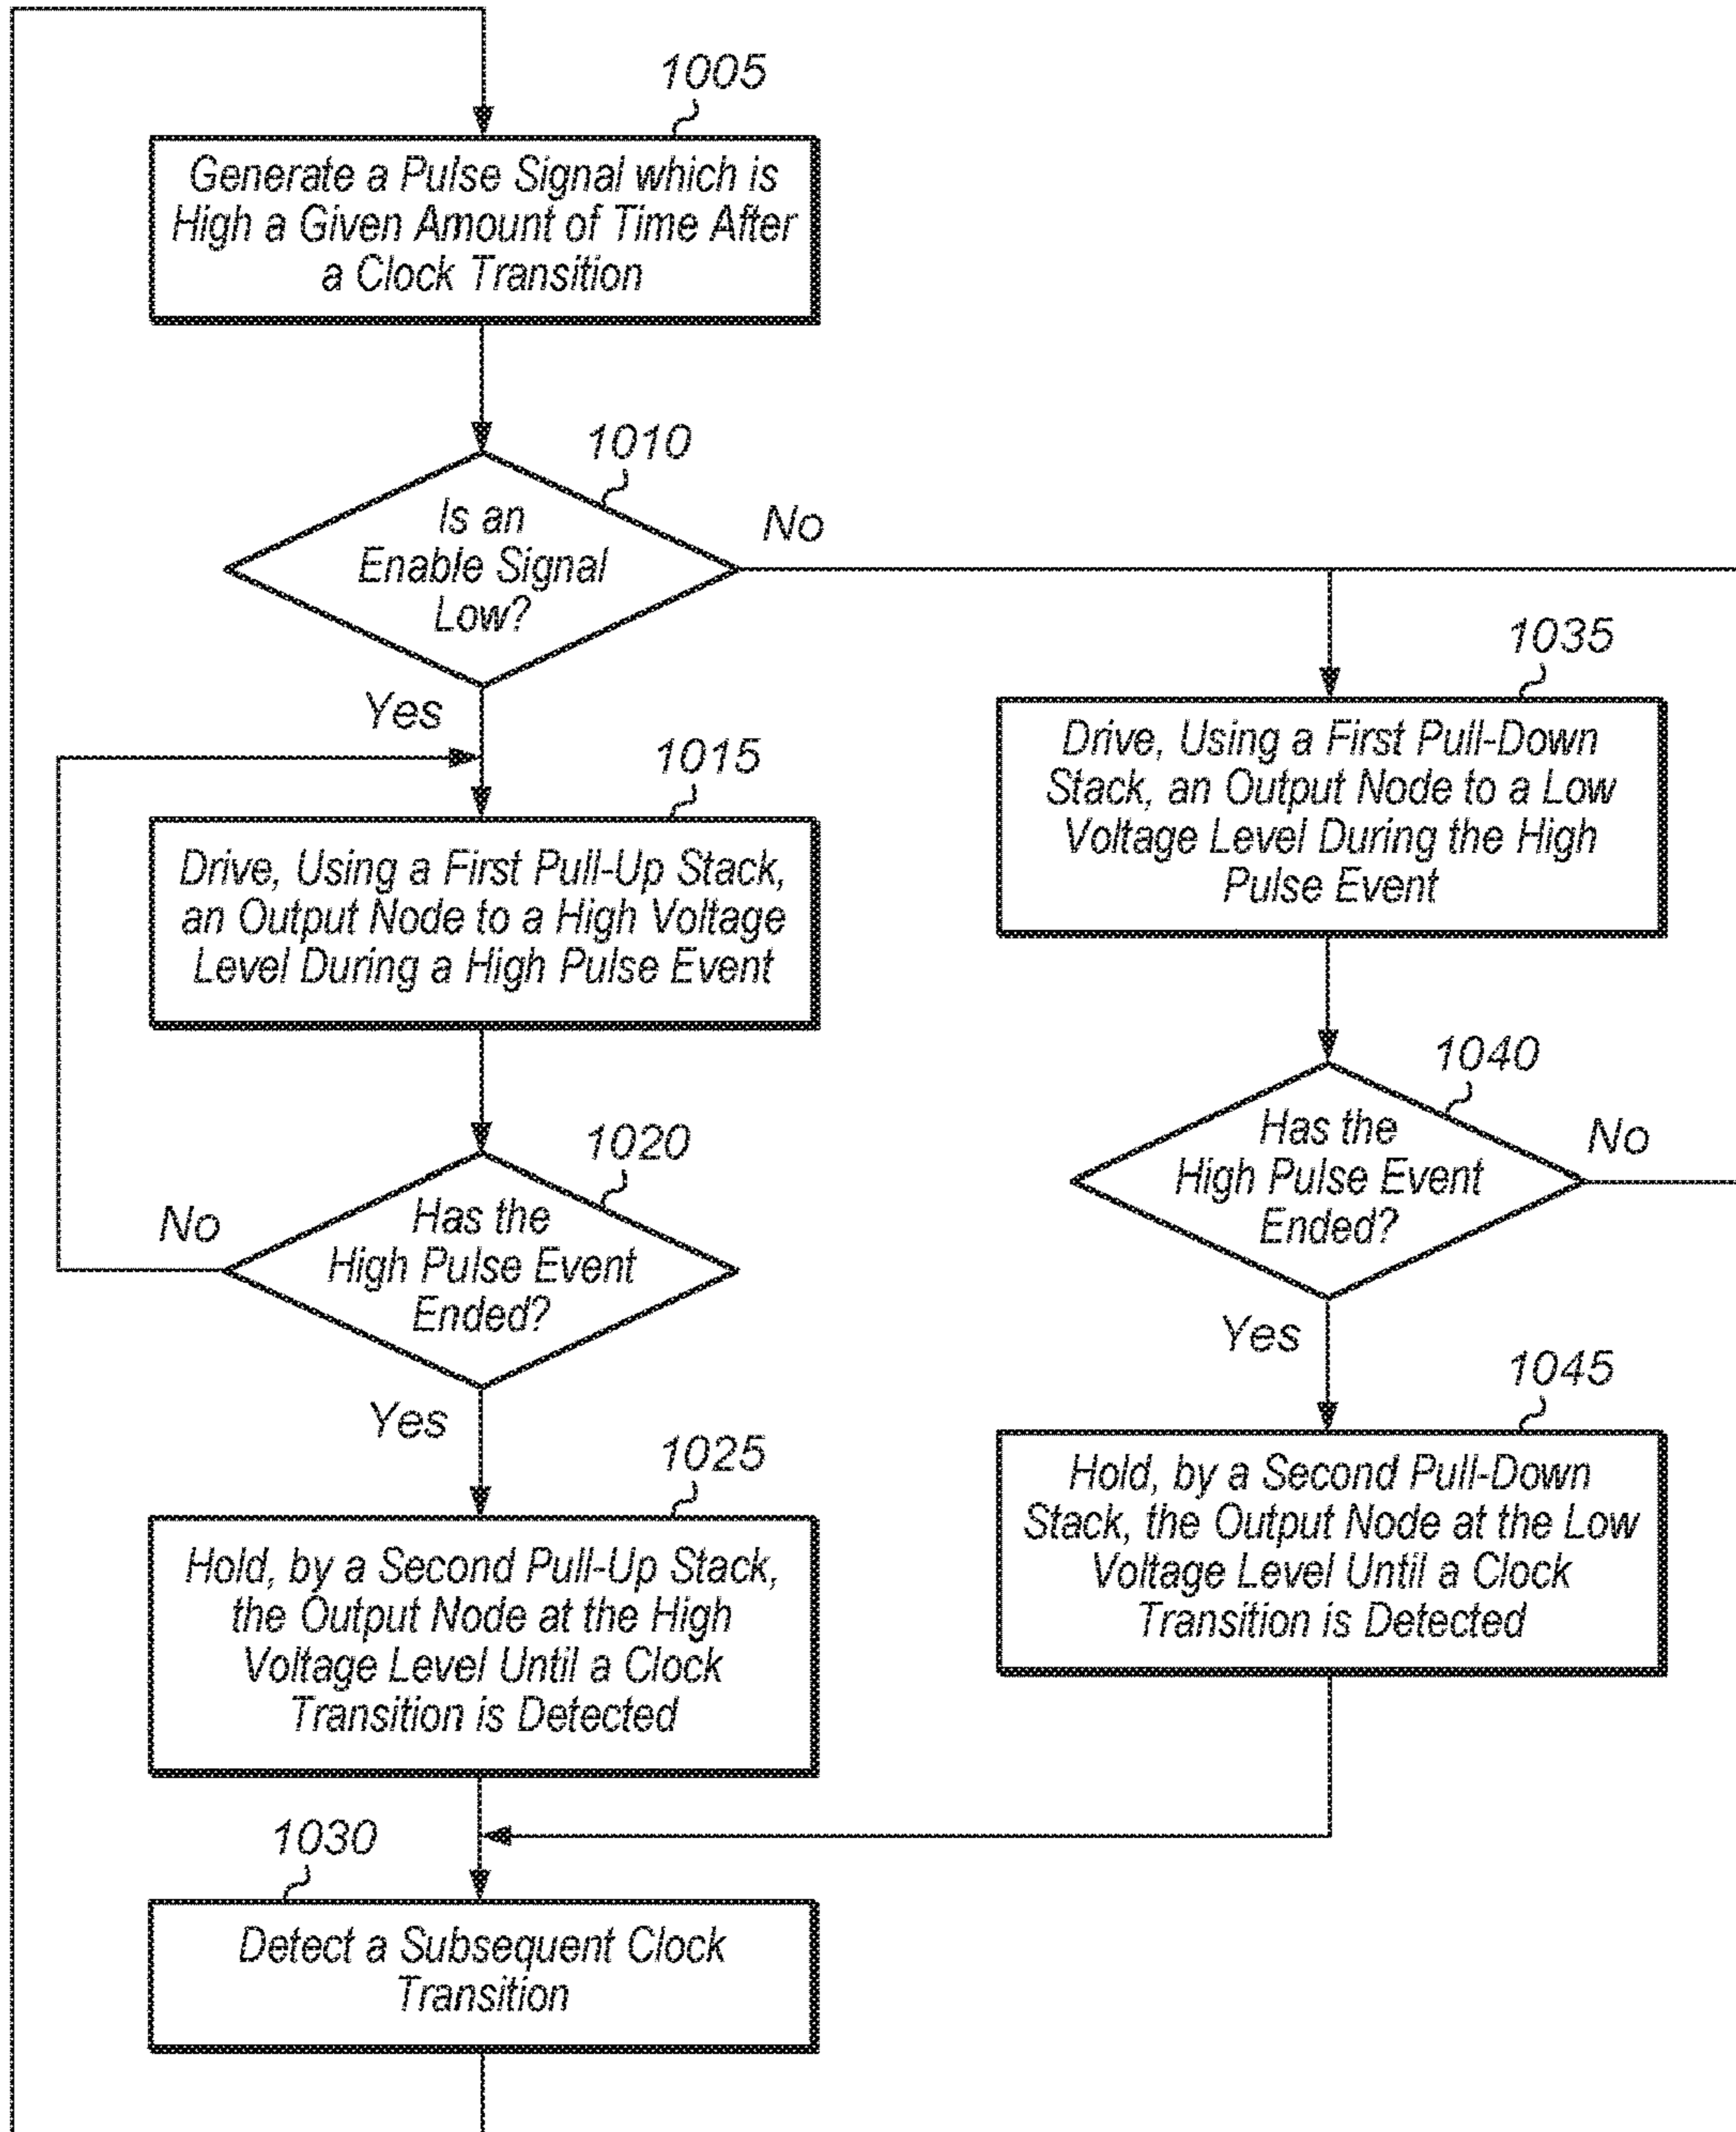 1005
Generate a Pulse Signal which is
High a Given Amount of Time After
a Clock Transition
1010
Is an
Enable Signal
Low?
No
Yes
1015
Drive, Using a First Pull-Up Stack,
an Output Node to a High Voltage
Level During a High Pulse Event
1020
Has the
High Pulse Event
Ended?
No
Yes
1025
Hold, by a Second Pull-Up Stack,
the Output Node at the High
Voltage Level Until a Clock
Transition is Detected
1030
Detect a Subsequent Clock
Transition
1035
Drive, Using a First Pull-Down
Stack, an Output Node to a Low
Voltage Level During the High
Pulse Event
1040
Has the
High Pulse Event
Ended?
No
Yes
1045
Hold, by a Second Pull-Down
Stack, the Output Node at the Low
Voltage Level Until a Clock
Transition is Detected